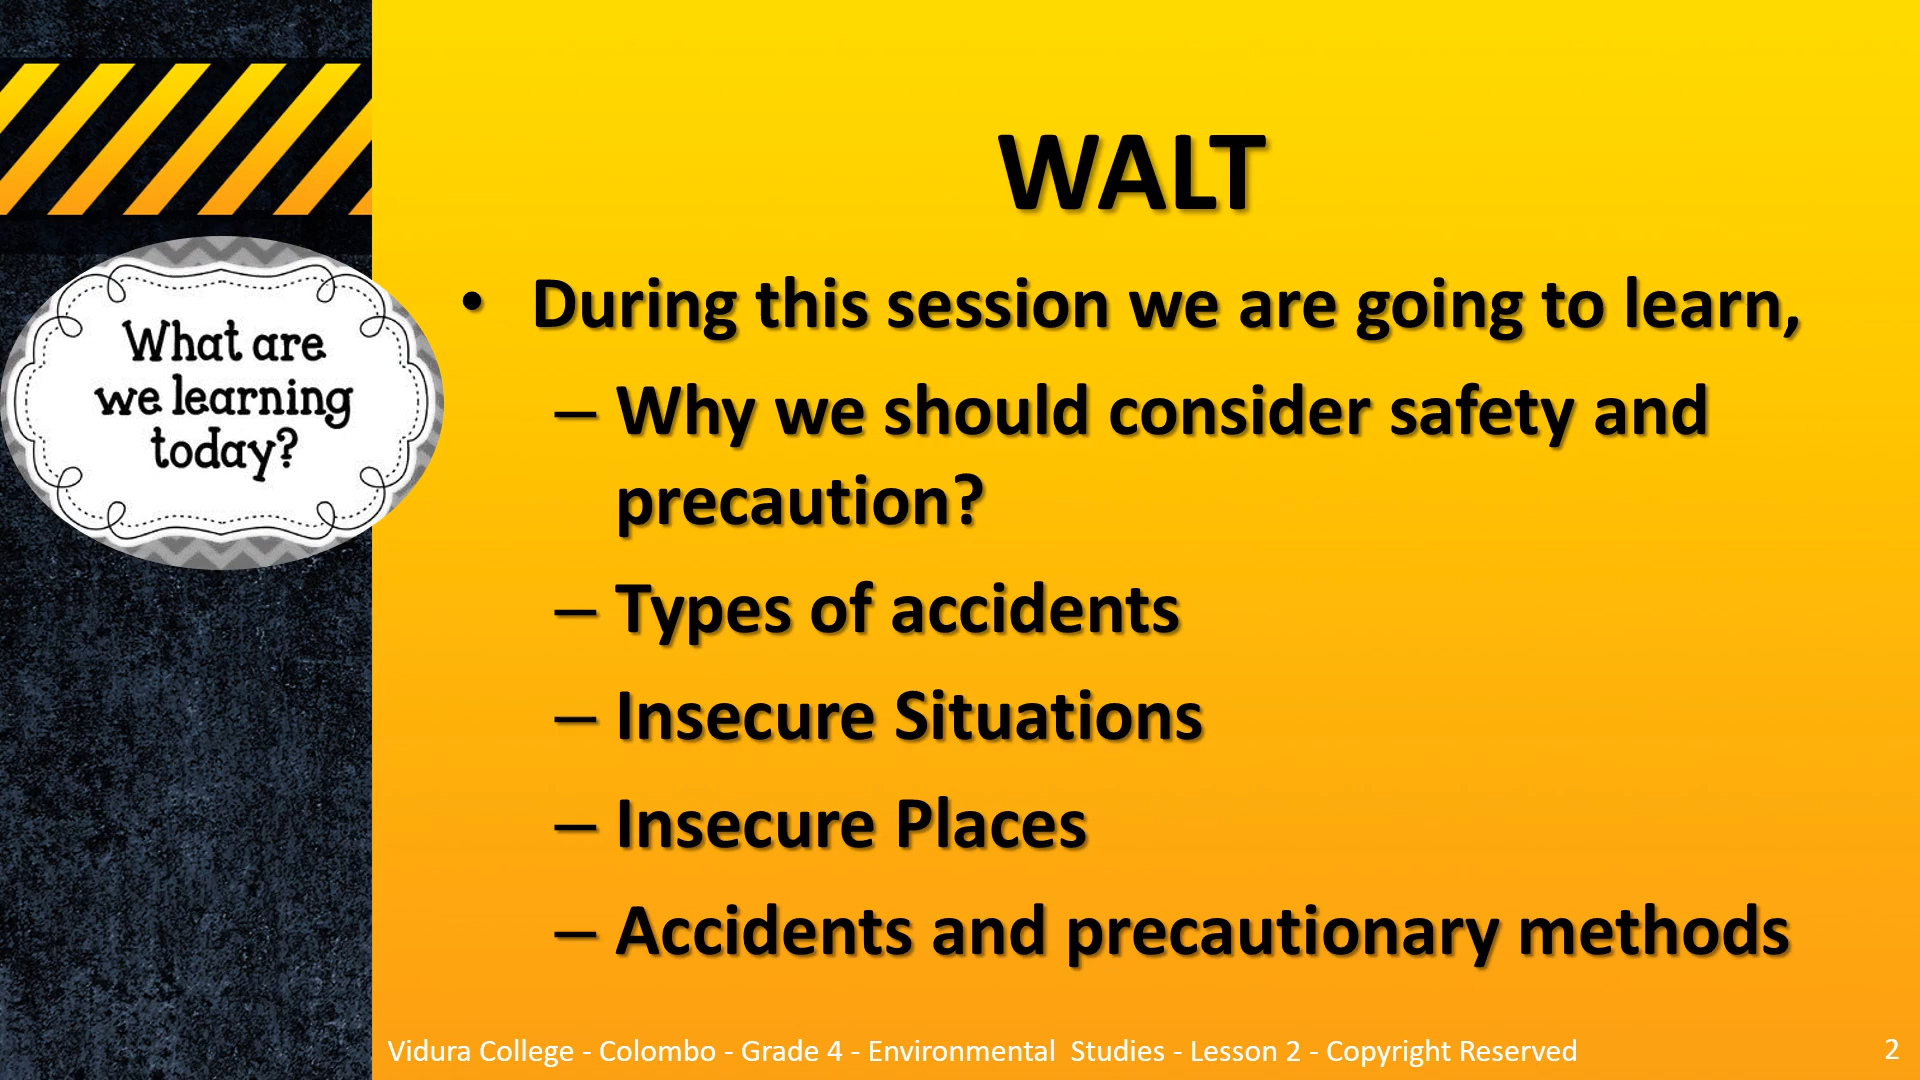 WALT
What are
we learning
today?
• During this session we are going to learn,
– Why we should consider safety and
precaution?
– Types of accidents
– Insecure Situations
– Insecure Places
– Accidents and precautionary methods
Vidura College - Colombo - Grade 4 - Environmental  Studies - Lesson 2 - Copyright Reserved
2